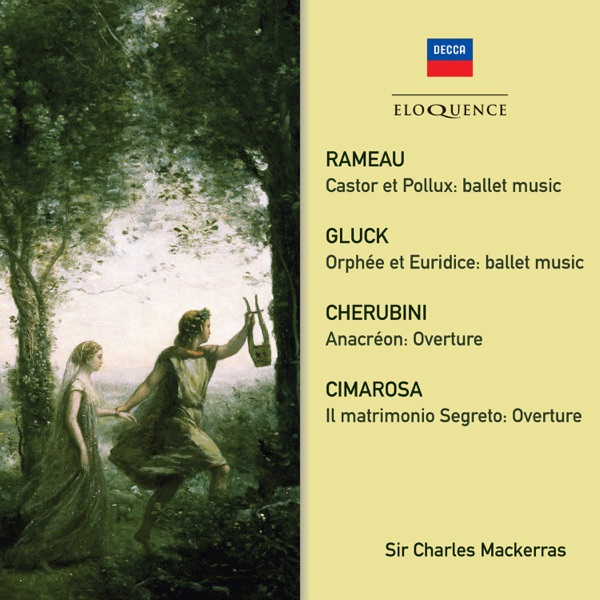 DECCA
ELOQUENCE
RAMEAU
Castor et Pollux: ballet music
GLUCK
Orphée et Euridice: ballet music
CHERUBINI
Anacréon: Overture
CIMAROSA
Il matrimonio Segreto: Overture
Sir Charles Mackerras